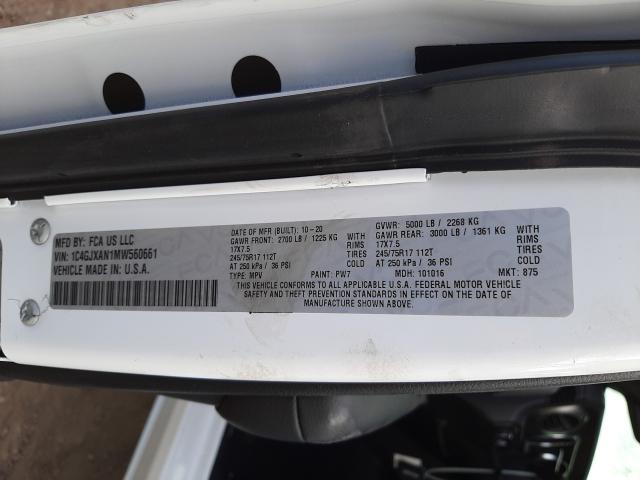 MFD BY: FCA US LLC
VIN: 1C4GJXAN1MW560661
VEHICLE MADE IN: U.S.A.
DATE OF MFR (BUILT): 10-20
GAWR FRONT: 2700 LB / 1225 KG WITH
17X7.5 RIMS
245/75R17 112T TIRES
AT 250 kPa / 36 PSI COLD
GVWR: 5000 LB / 2268 KG
GAWR REAR: 3000 LB / 1361 KG WITH
17X7.5 RIMS
245/75R17 112T TIRES
AT 250 kPa / 36 PSI COLD
TYPE: MPV PAINT: PW7 MDH: 101016 MKT: 875
THIS VEHICLE CONFORMS TO ALL APPLICABLE U.S.A. FEDERAL MOTOR VEHICLE
SAFETY AND THEFT PREVENTION STANDARDS IN EFFECT ON THE DATE OF
MANUFACTURE SHOWN ABOVE.